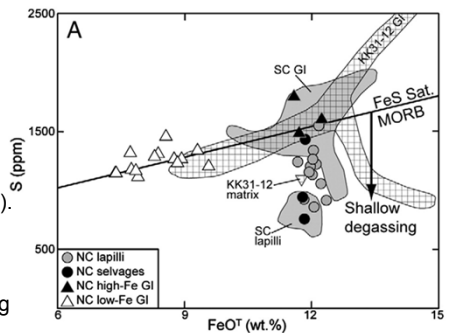 2500
A
KK31-12 GI
SC GI
FeS Sat.
MORB
1500
S (ppm)
KK31-12
matrix
).
Shallow
degassing
SC
lapilli
500
NC lapilli
NC selvages
NC high-Fe GI
NC low-Fe GI
g
6
9
12
15
FeOᵀ (wt.%)